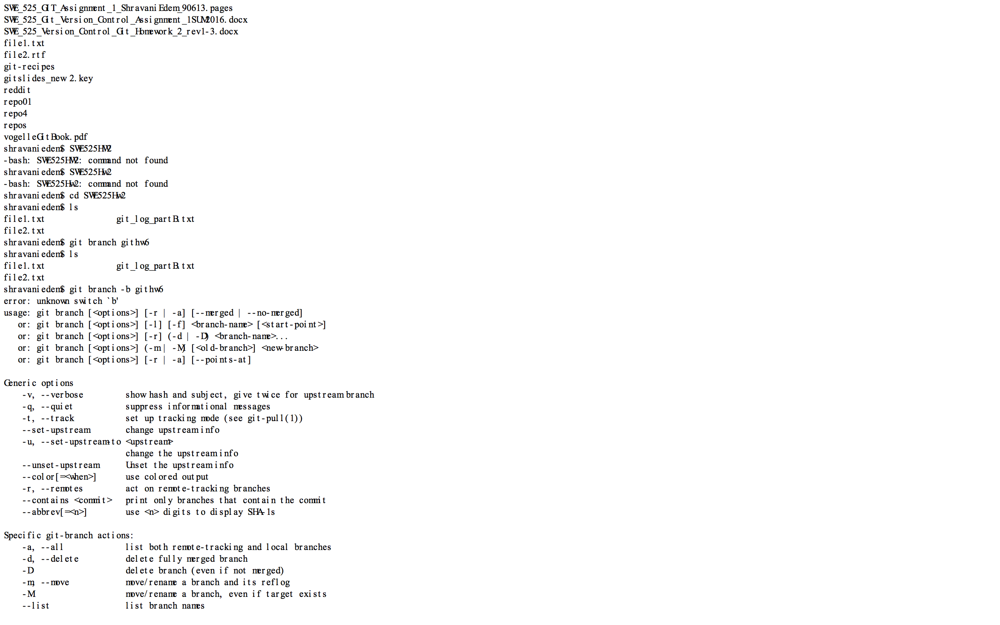 SWE_525_GIT_Assignment_1_ShravaniEdem_90613.pages
SWE_525_Git_Version_Control_Assignment_1SUM2016.docx
SWE_525_Version_Control_Git_Homework_2_rev1-3.docx
file1.txt
file2.rtf
git-recipes
gitslides_new 2.key
reddit
repo01
repo4
repos
vogelleGitBook.pdf
shravaniedem$ SWE525HW2
-bash: SWE525HW2: command not found
shravaniedem$ SWE525Hw2
-bash: SWE525Hw2: command not found
shravaniedem$ cd SWE525Hw2
shravaniedem$ ls
file1.txt                git_log_partB.txt
file2.txt
shravaniedem$ git branch githw6
shravaniedem$ ls
file1.txt                git_log_partB.txt
file2.txt
shravaniedem$ git branch -b githw6
error: unknown switch `b'
usage: git branch [<options>] [-r | -a] [--merged | --no-merged]
   or: git branch [<options>] [-l] [-f] <branch-name> [<start-point>]
   or: git branch [<options>] [-r] (-d | -D) <branch-name>...
   or: git branch [<options>] (-m | -M) [<old-branch>] <new-branch>
   or: git branch [<options>] [-r | -a] [--points-at]
Generic options
    -v, --verbose         show hash and subject, give twice for upstream branch
    -q, --quiet           suppress informational messages
    -t, --track           set up tracking mode (see git-pull(1))
    --set-upstream        change upstream info
    -u, --set-upstream-to <upstream>
                          change the upstream info
    --unset-upstream      Unset the upstream info
    --color[=<when>]      use colored output
    -r, --remotes         act on remote-tracking branches
    --contains <commit>   print only branches that contain the commit
    --abbrev[=<n>]        use <n> digits to display SHA-1s
Specific git-branch actions:
    -a, --all             list both remote-tracking and local branches
    -d, --delete          delete fully merged branch
    -D                    delete branch (even if not merged)
    -m, --move            move/rename a branch and its reflog
    -M                    move/rename a branch, even if target exists
    --list                list branch names